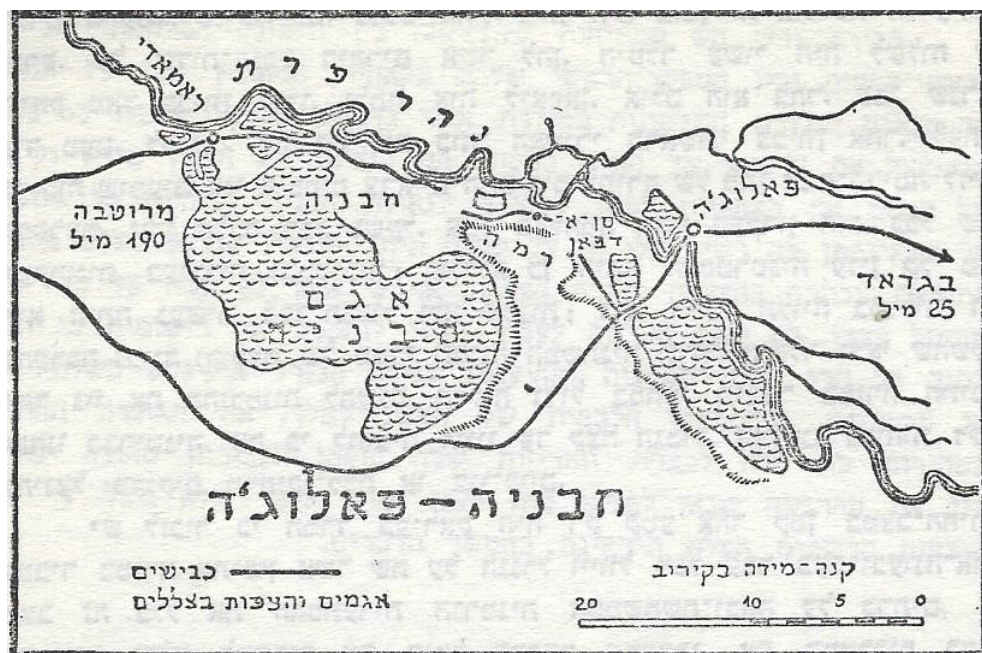 ראמאדי
נהר פרת
מרוטבה
190 מיל
חבניה
סן-א-
דבאן
רמה
פאלוג'ה
בגדאד
25 מיל
אגם
חבניה
חבניה-פאלוג'ה
כבישים
אגמים והצפות בצללים
קנה-מידה בקירוב
20 10 5 0